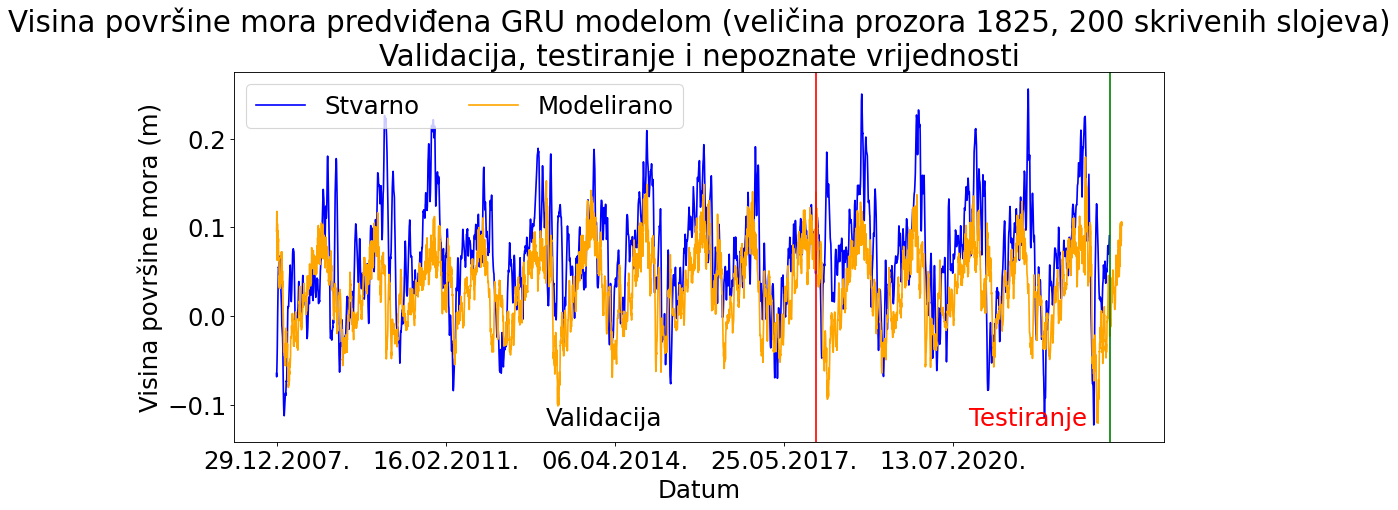 Visina površine mora predviđena GRU modelom (veličina prozora 1825, 200 skrivenih slojeva)
Validacija, testiranje i nepoznate vrijednosti
Stvarno
Modelirano
Visina površine mora (m)
0.2
0.1
0.0
−0.1
Validacija
Testiranje
29.12.2007.
16.02.2011.
06.04.2014.
25.05.2017.
13.07.2020.
Datum